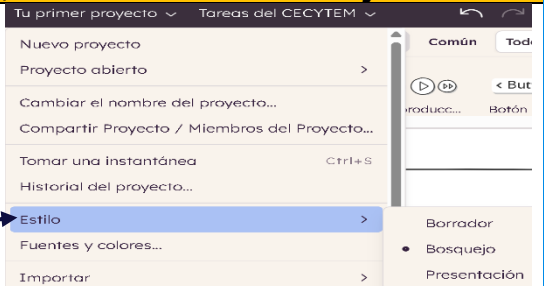 Tu primer proyecto Tareas del CECYTEM
Nuevo proyecto
Proyecto abierto >
Cambiar el nombre del proyecto...
Compartir Proyecto / Miembros del Proyecto...
Tomar una instantánea Ctrl+S
Historial del proyecto...
Estilo >
Fuentes y colores...
Importar >
Común
< But
Botón
Borrador
• Bosquejo
Presentación